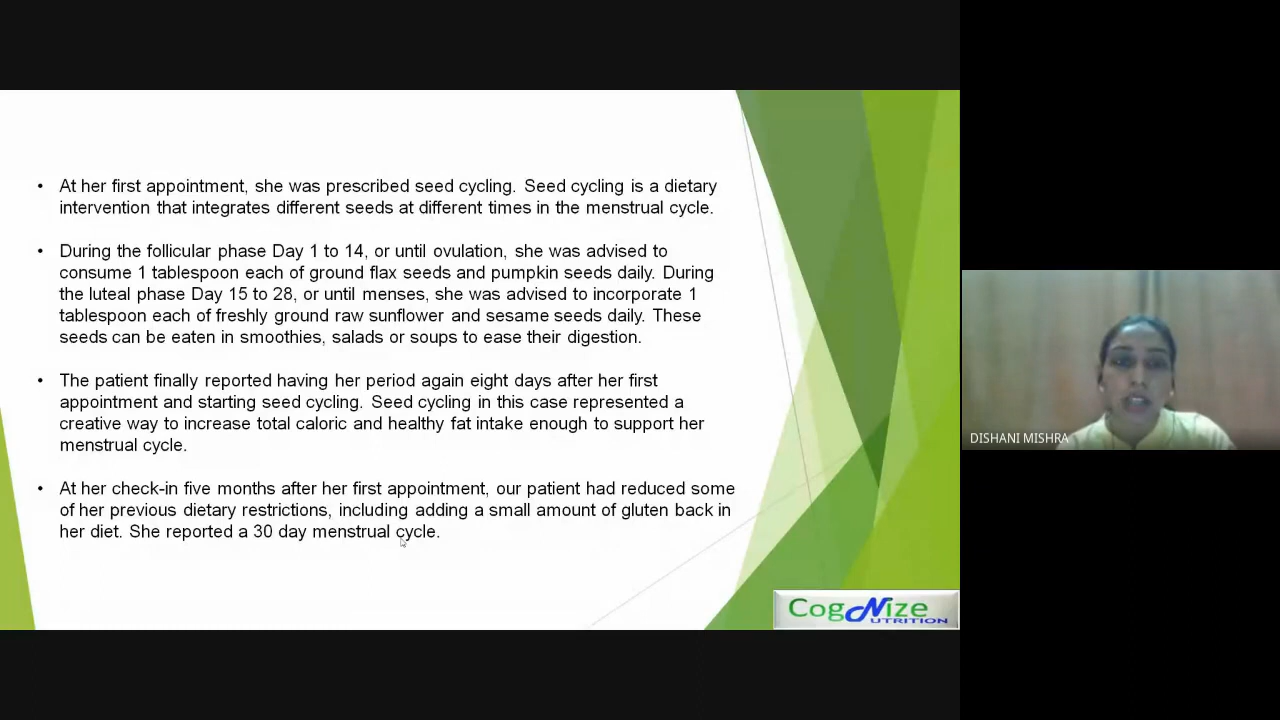 • At her first appointment, she was prescribed seed cycling. Seed cycling is a dietary
intervention that integrates different seeds at different times in the menstrual cycle.
• During the follicular phase Day 1 to 14, or until ovulation, she was advised to
consume 1 tablespoon each of ground flax seeds and pumpkin seeds daily. During
the luteal phase Day 15 to 28, or until menses, she was advised to incorporate 1
tablespoon each of freshly ground raw sunflower and sesame seeds daily. These
seeds can be eaten in smoothies, salads or soups to ease their digestion.
• The patient finally reported having her period again eight days after her first
appointment and starting seed cycling. Seed cycling in this case represented a
creative way to increase total caloric and healthy fat intake enough to support her
menstrual cycle.
• At her check-in five months after her first appointment, our patient had reduced some
of her previous dietary restrictions, including adding a small amount of gluten back in
her diet. She reported a 30 day menstrual cycle.
DISHANI MISHRA
CogNize
NUTRITION